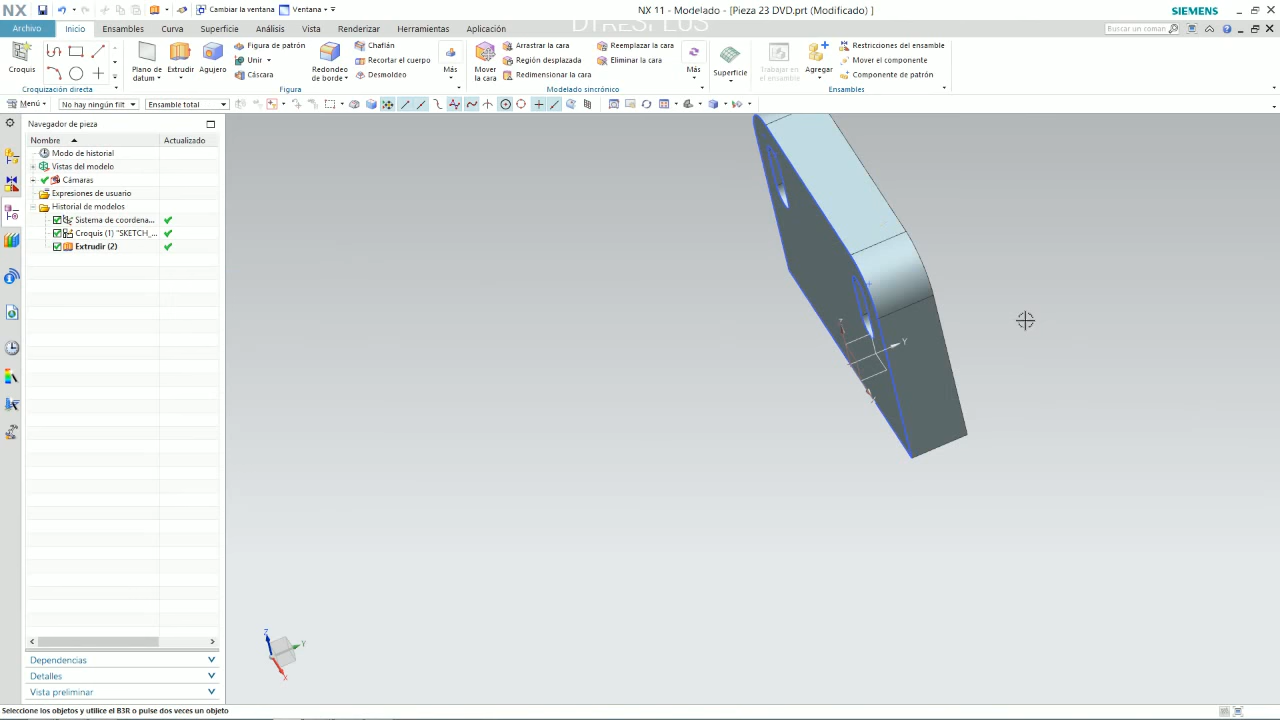 NX
Cambiar la ventana
Ventana
NX 11 - Modelado - [Pieza 23 DVD.prt (Modificado) ]
SIEMENS
DTRESPLUS
Archivo
Inicio
Ensambles
Curva
Superficie
Análisis
Vista
Renderizar
Herramientas
Aplicación
Buscar un comando
Croquis
Croquización directa
Plano de datum
Extrudir
Agujero
Figura de patrón
Unir
Cáscara
Redondeo de borde
Chaflán
Recortar el cuerpo
Desmoldeo
Más
Figura
Mover la cara
Arrastrar la cara
Región desplazada
Redimensionar la cara
Reemplazar la cara
Eliminar la cara
Más
Modelado sincrónico
Superficie
Trabajar en el ensamble
Agregar
Restricciones del ensamble
Mover el componente
Componente de patrón
Ensambles
Menú
No hay ningún filt
Ensamble total
Navegador de pieza
Nombre
Actualizado
Modo de historial
Vistas del modelo
Cámaras
Expresiones de usuario
Historial de modelos
Sistema de coordena...
Croquis (1) "SKETCH_...
Extrudir (2)
Dependencias
Detalles
Vista preliminar
Z
Y
X
Z
Y
X
Seleccione los objetos y utilice el B3R o pulse dos veces un objeto